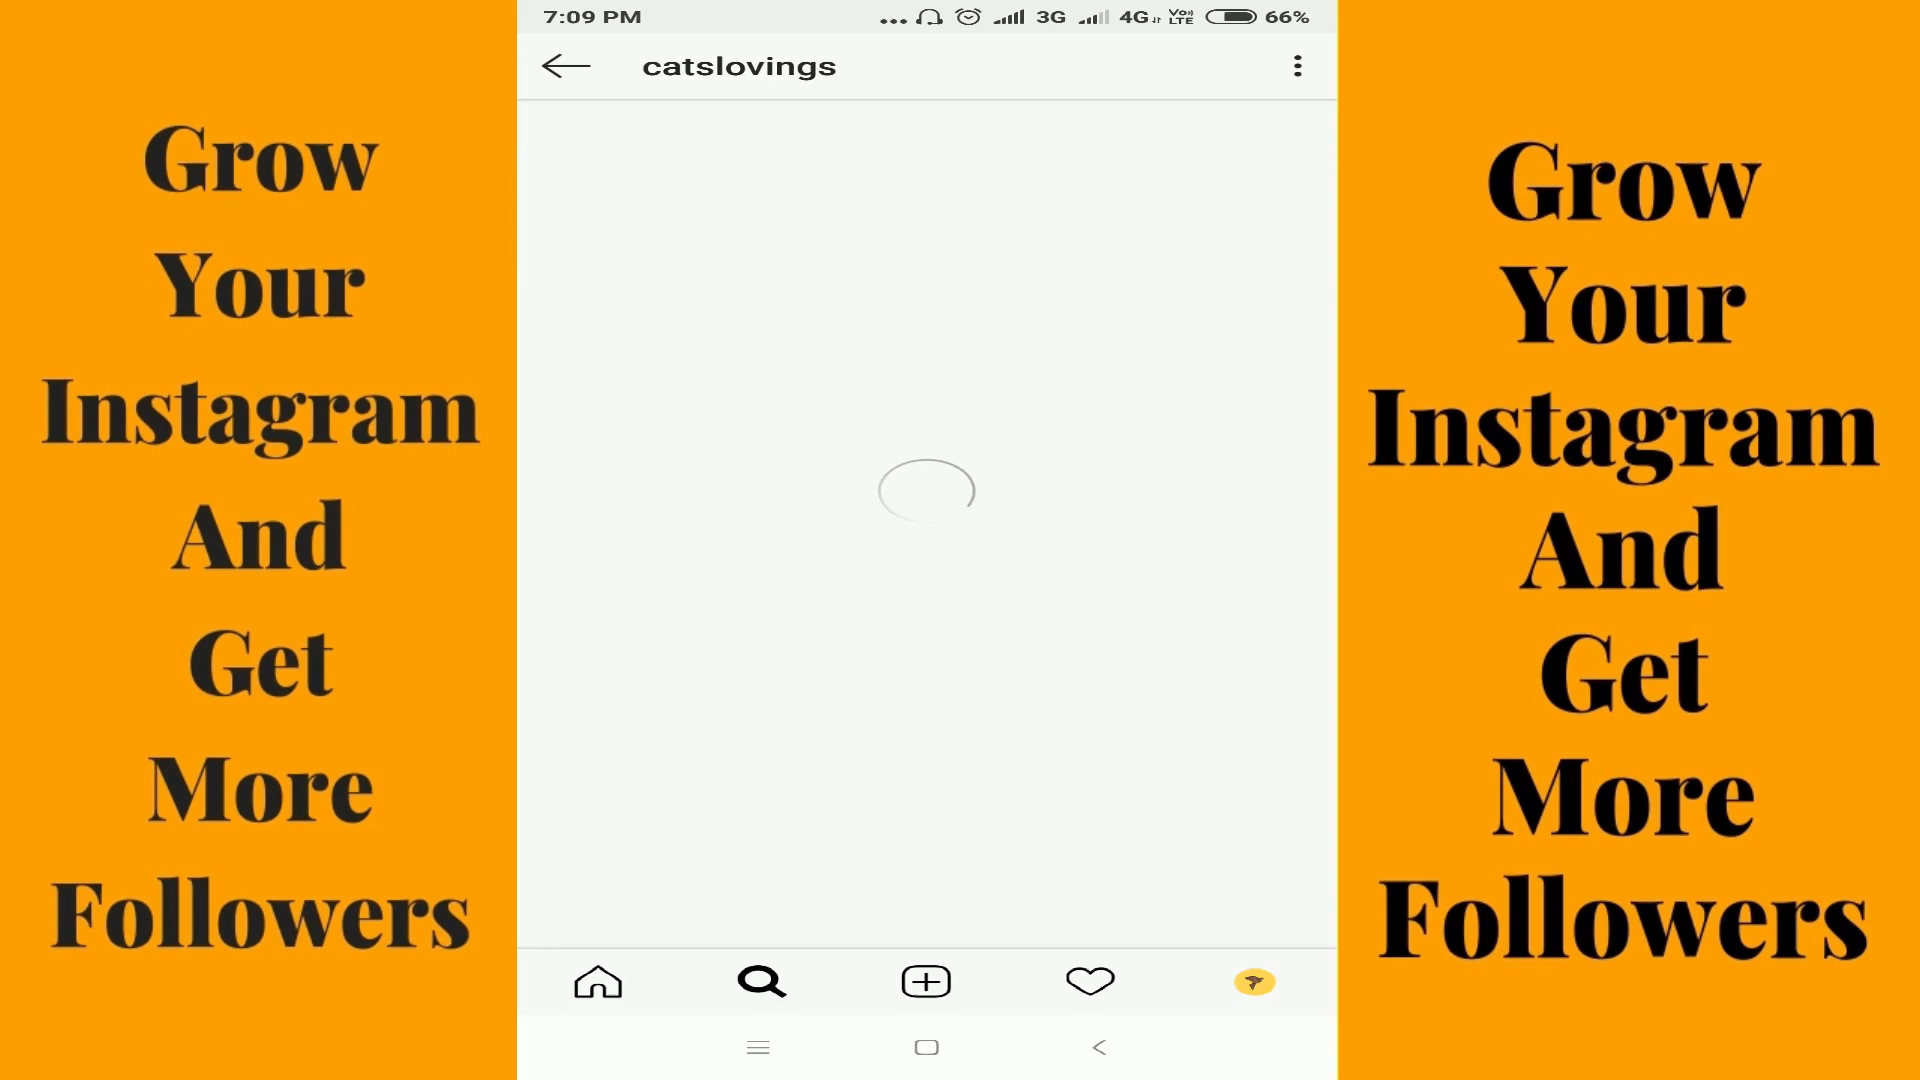 Grow
Your
Instagram
And
Get
More
Followers
7:09 PM
3G 4G VoLTE 66%
catslovings
Grow
Your
Instagram
And
Get
More
Followers